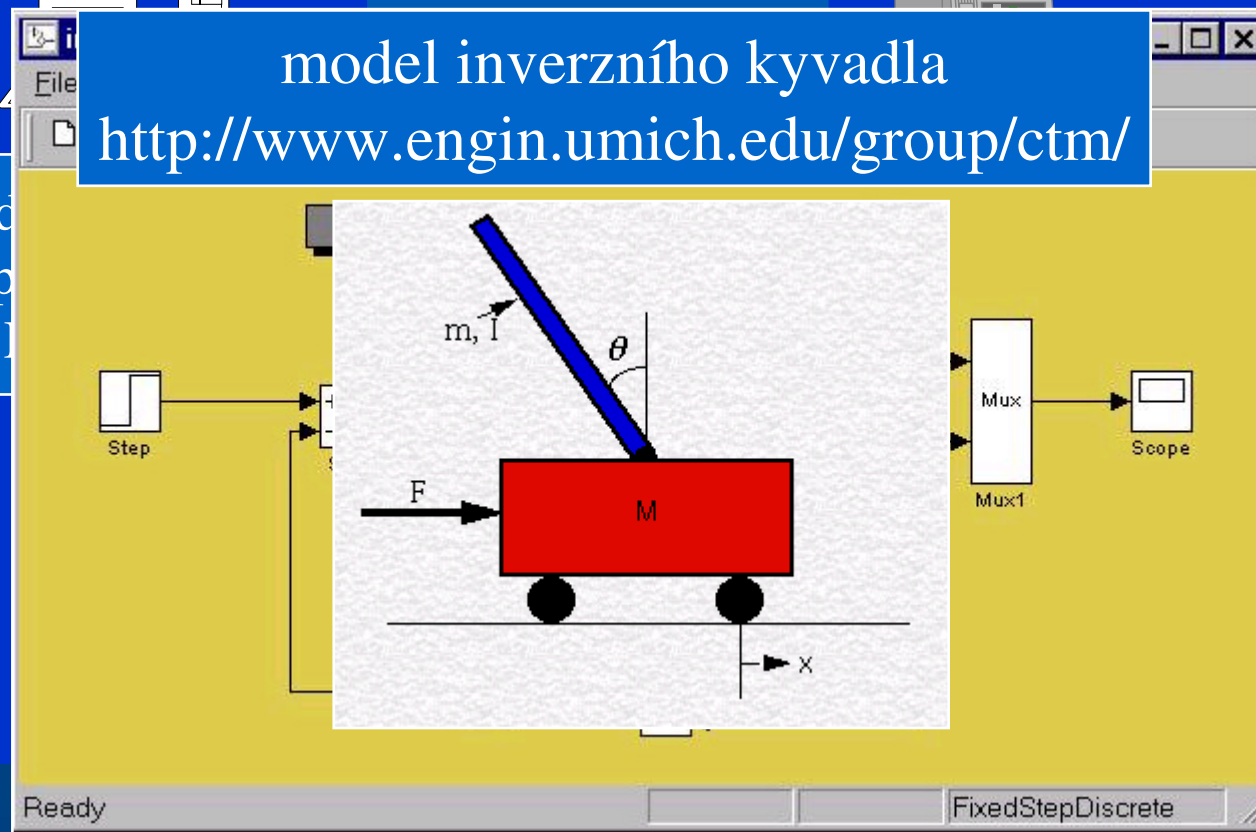 model inverzního kyvadla
http://www.engin.umich.edu/group/ctm/
File
m, I
θ
F
M
x
Step
Mux
Mux1
Scope
Ready
FixedStepDiscrete